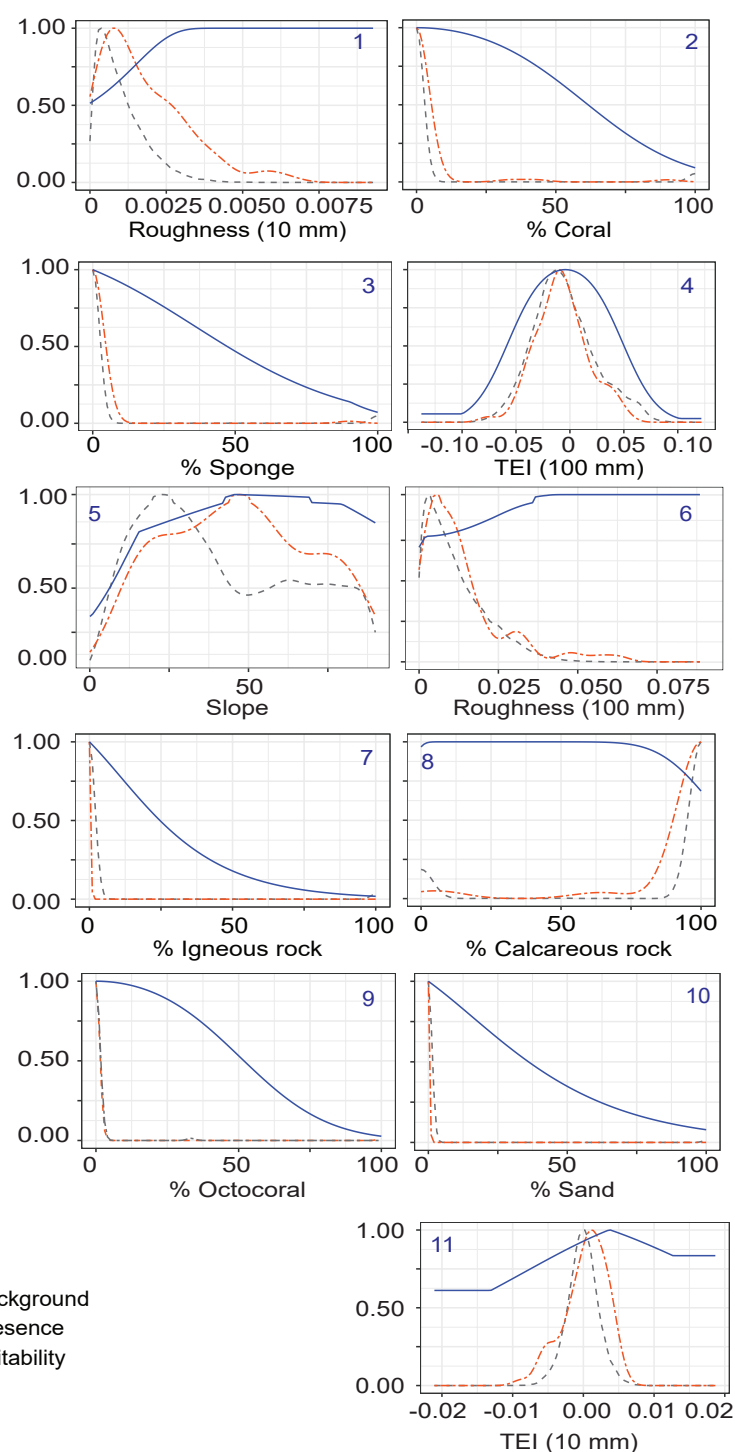 1.00
0.50
0.00
1
0 0.0025 0.0050 0.0075
Roughness (10 mm)
2
0 50 100
% Coral
1.00
0.50
0.00
3
0 50 100
% Sponge
4
-0.10 -0.05 0 0.05 0.10
TEI (100 mm)
1.00
0.50
0.00
5
0 50
Slope
6
0 0.025 0.050 0.075
Roughness (100 mm)
1.00
0.50
0.00
7
0 50 100
% Igneous rock
8
0 50 100
% Calcareous rock
1.00
0.50
0.00
9
0 50 100
% Octocoral
10
0 50 100
% Sand
ckground
esence
itability
1.00
0.50
0.00
11
-0.02 -0.01 0.00 0.01 0.02
TEI (10 mm)